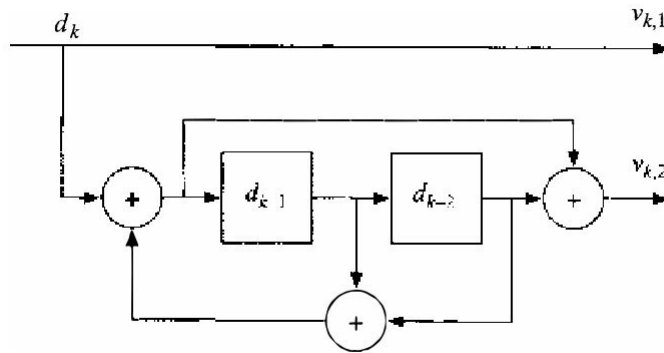 d_k
v_{k,1}
+
d_{k-1}
d_{k-2}
+
v_{k,2}
+